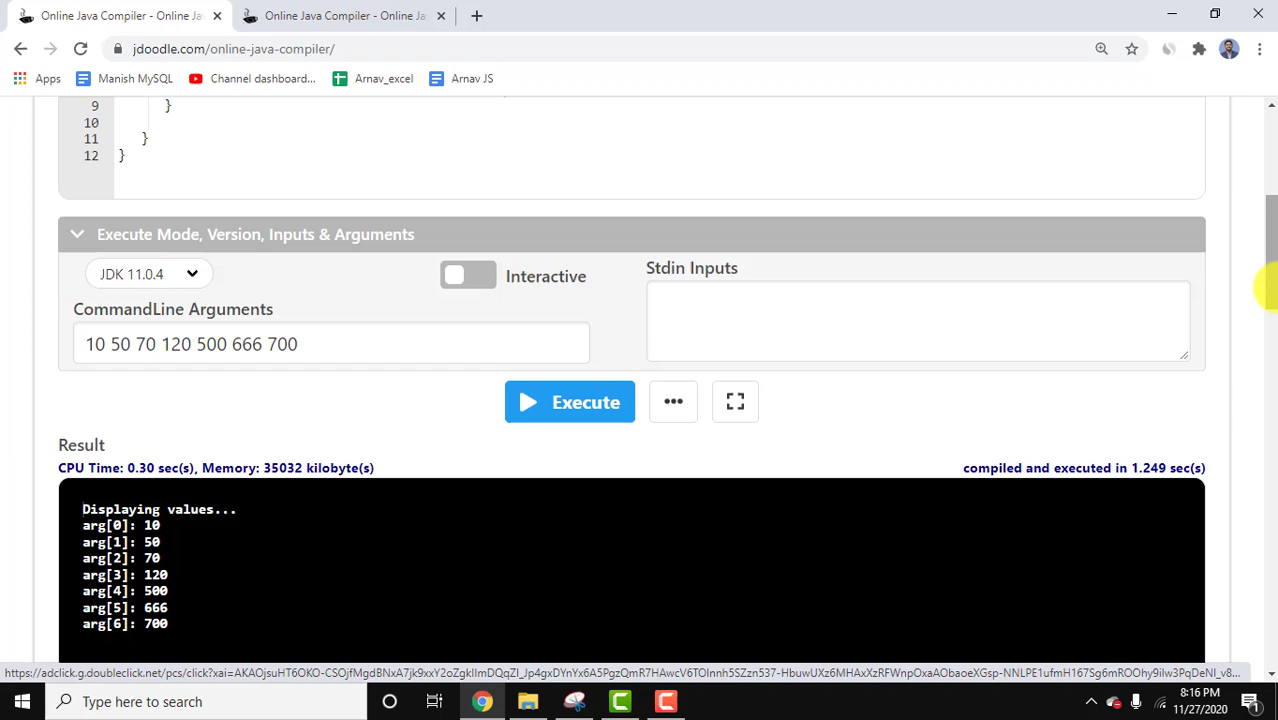 Online Java Compiler - Online Ja
Online Java Compiler - Online Ja
jdoodle.com/online-java-compiler/
Apps
Manish MySQL
Channel dashboard...
Arnav_excel
Arnav JS
9 }
10
11 }
12 }
Execute Mode, Version, Inputs & Arguments
JDK 11.0.4
Interactive
Stdin Inputs
CommandLine Arguments
10 50 70 120 500 666 700
Execute
Result
CPU Time: 0.30 sec(s), Memory: 35032 kilobyte(s)
compiled and executed in 1.249 sec(s)
Displaying values...
arg[0]: 10
arg[1]: 50
arg[2]: 70
arg[3]: 120
arg[4]: 500
arg[5]: 666
arg[6]: 700
Type here to search
8:16 PM
11/27/2020